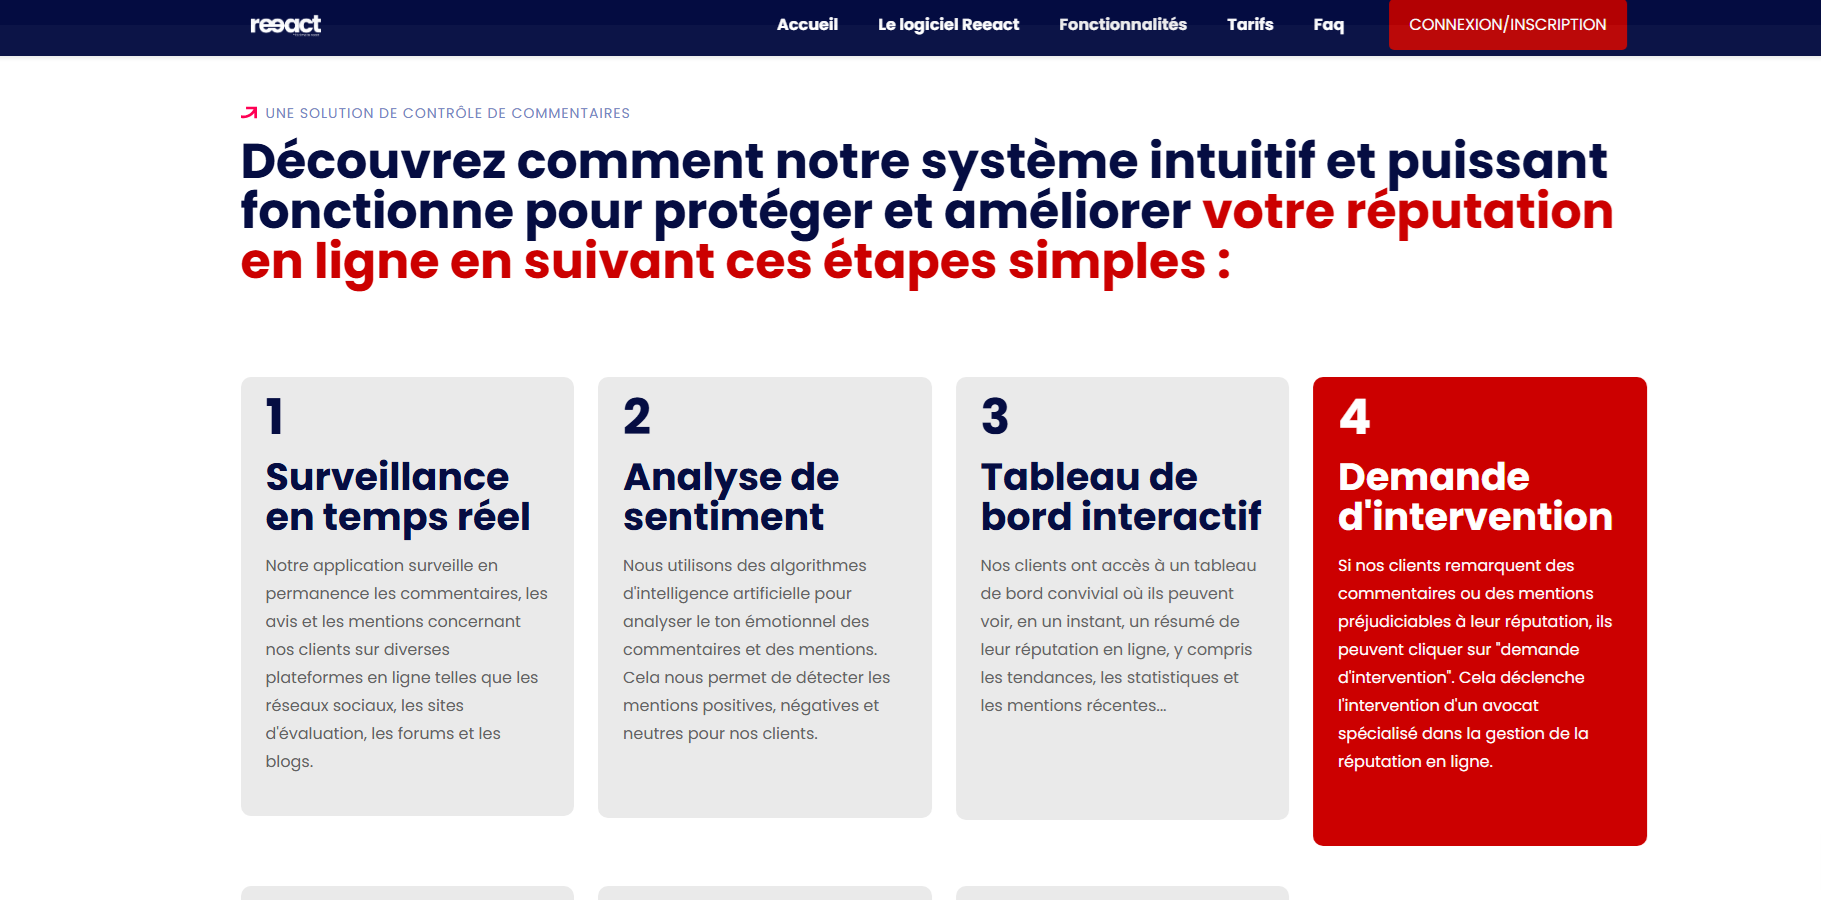 reeact
Accueil
Le logiciel Reeact
Fonctionnalités
Tarifs
Faq
CONNEXION/INSCRIPTION
UNE SOLUTION DE CONTRÔLE DE COMMENTAIRES
Découvrez comment notre système intuitif et puissant
fonctionne pour protéger et améliorer votre réputation
en ligne en suivant ces étapes simples :
1
Surveillance
en temps réel
Notre application surveille en
permanence les commentaires, les
avis et les mentions concernant
nos clients sur diverses
plateformes en ligne telles que les
réseaux sociaux, les sites
d'évaluation, les forums et les
blogs.
2
Analyse de
sentiment
Nous utilisons des algorithmes
d'intelligence artificielle pour
analyser le ton émotionnel des
commentaires et des mentions.
Cela nous permet de détecter les
mentions positives, négatives et
neutres pour nos clients.
3
Tableau de
bord interactif
Nos clients ont accès à un tableau
de bord convivial où ils peuvent
voir, en un instant, un résumé de
leur réputation en ligne, y compris
les tendances, les statistiques et
les mentions récentes...
4
Demande
d'intervention
Si nos clients remarquent des
commentaires ou des mentions
préjudiciables à leur réputation, ils
peuvent cliquer sur "demande
d'intervention". Cela déclenche
l'intervention d'un avocat
spécialisé dans la gestion de la
réputation en ligne.